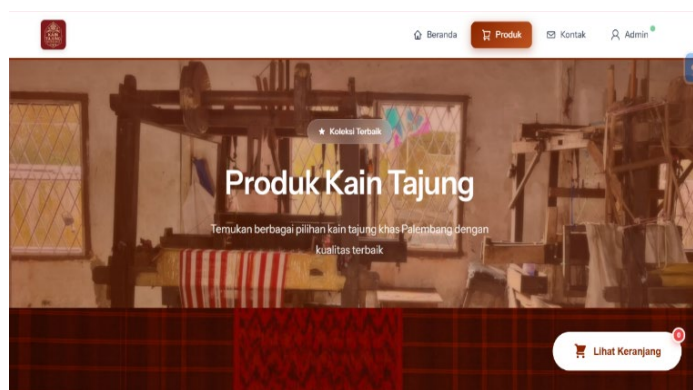 Beranda
Produk
Kontak
Admin
Koleksi Terbaik
Produk Kain Tajung
Temukan berbagai pilihan kain tajung khas Palembang dengan
kualitas terbaik
0
Lihat Keranjang